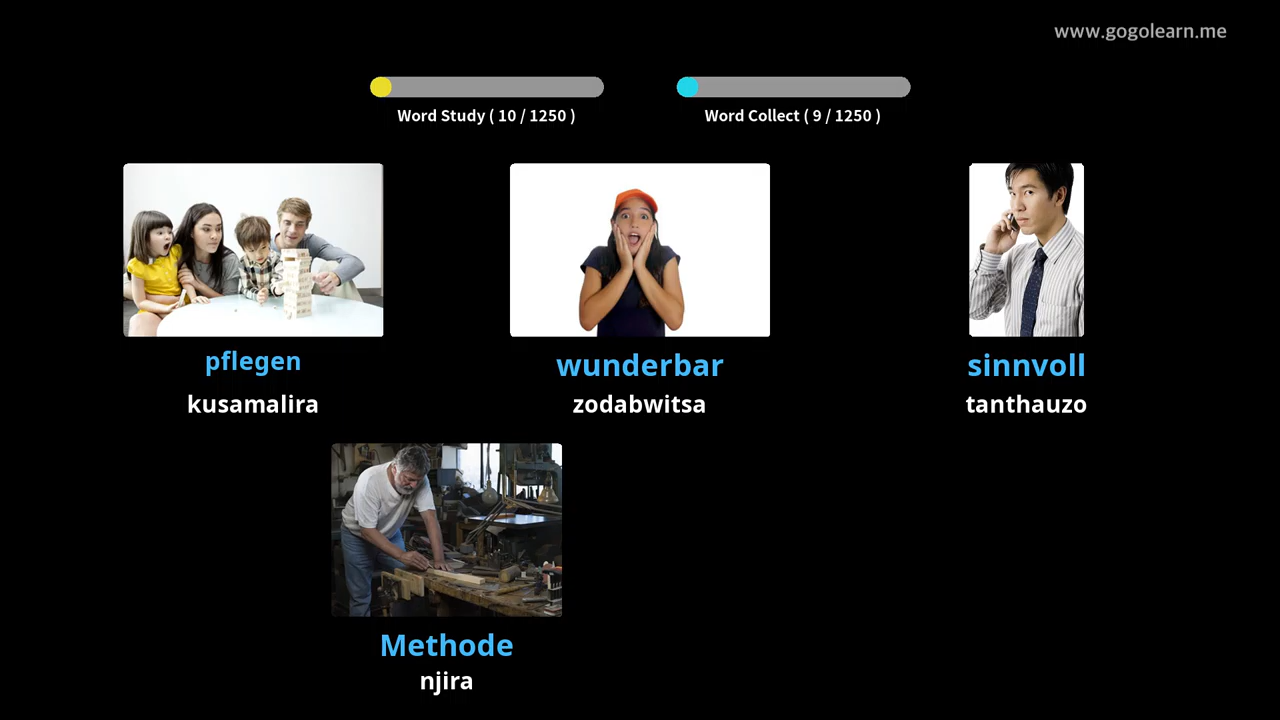 www.gogolearn.me
Word Study ( 10 / 1250 )
Word Collect ( 9 / 1250 )
pflegen
kusamalira
wunderbar
zodabwitsa
sinnvoll
tanthauzo
Methode
njira